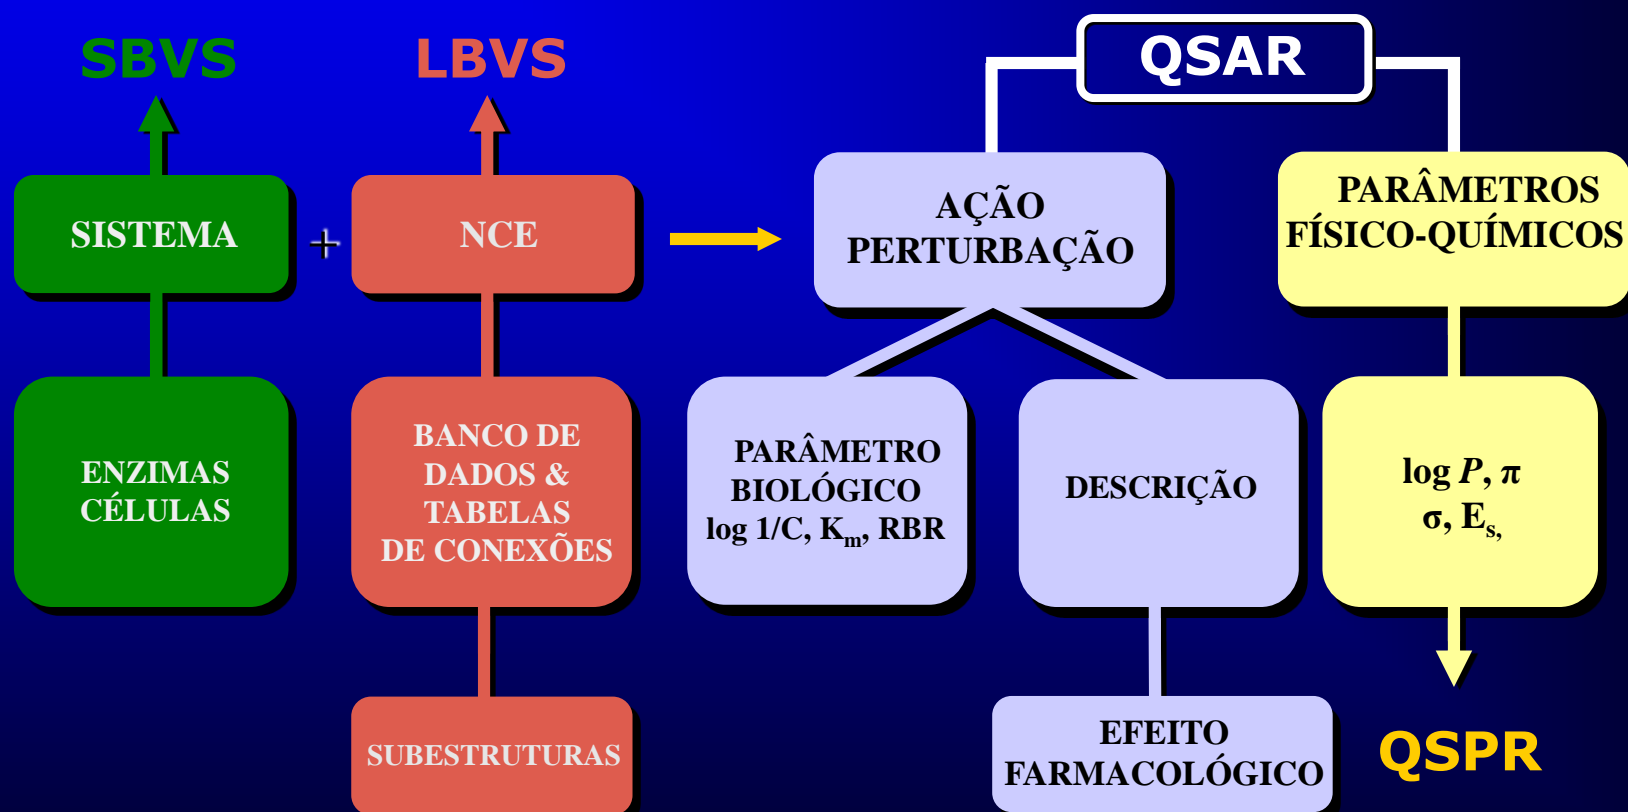 SBVS
LBVS
QSAR
SISTEMA
+
NCE
AÇÃO
PERTURBAÇÃO
PARÂMETROS
FÍSICO-QUÍMICOS
ENZIMAS
CÉLULAS
BANCO DE
DADOS &
TABELAS
DE CONEXÕES
PARÂMETRO
BIOLÓGICO
log 1/C, Km, RBR
DESCRIÇÃO
log P, π
σ, Es,
SUBESTRUTURAS
EFEITO
FARMACOLÓGICO
QSPR